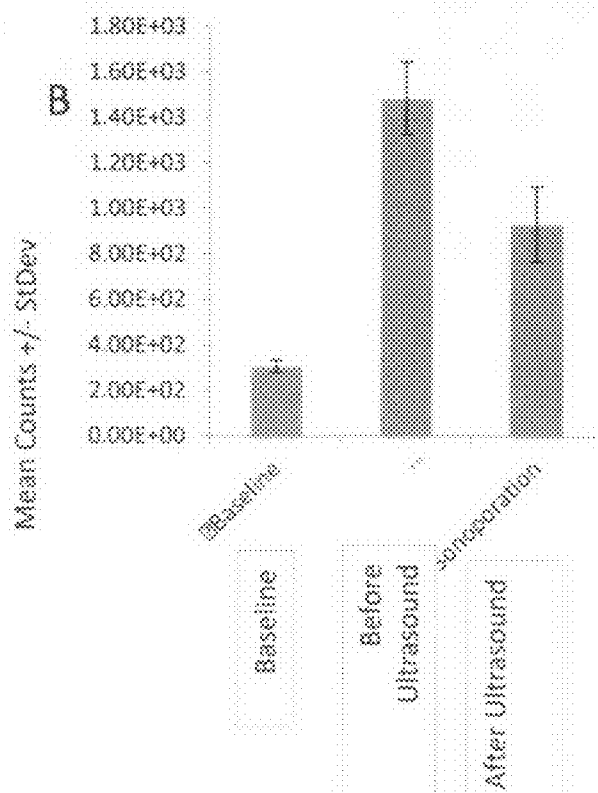 B
Mean Counts +/- StDev
1.80E+03
1.60E+03
1.40E+03
1.20E+03
1.00E+03
8.00E+02
6.00E+02
4.00E+02
2.00E+02
0.00E+00
Baseline
...
sonoporation
Baseline
Before
Ultrasound
After Ultrasound